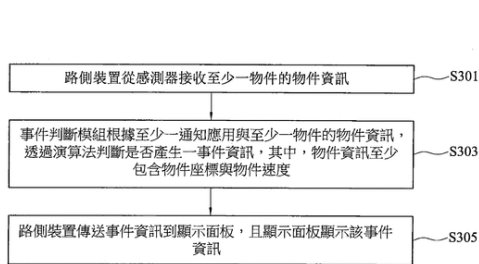 路側裝置從感測器接收至少一物件的物件資訊
S301
事件判斷模組根據至少一通知應用與至少一物件的物件資訊，
透過演算法判斷是否產生一事件資訊，其中，物件資訊至少
包含物件座標與物件速度
S303
路側裝置傳送事件資訊到顯示面板，且顯示面板顯示該事件
資訊
S305